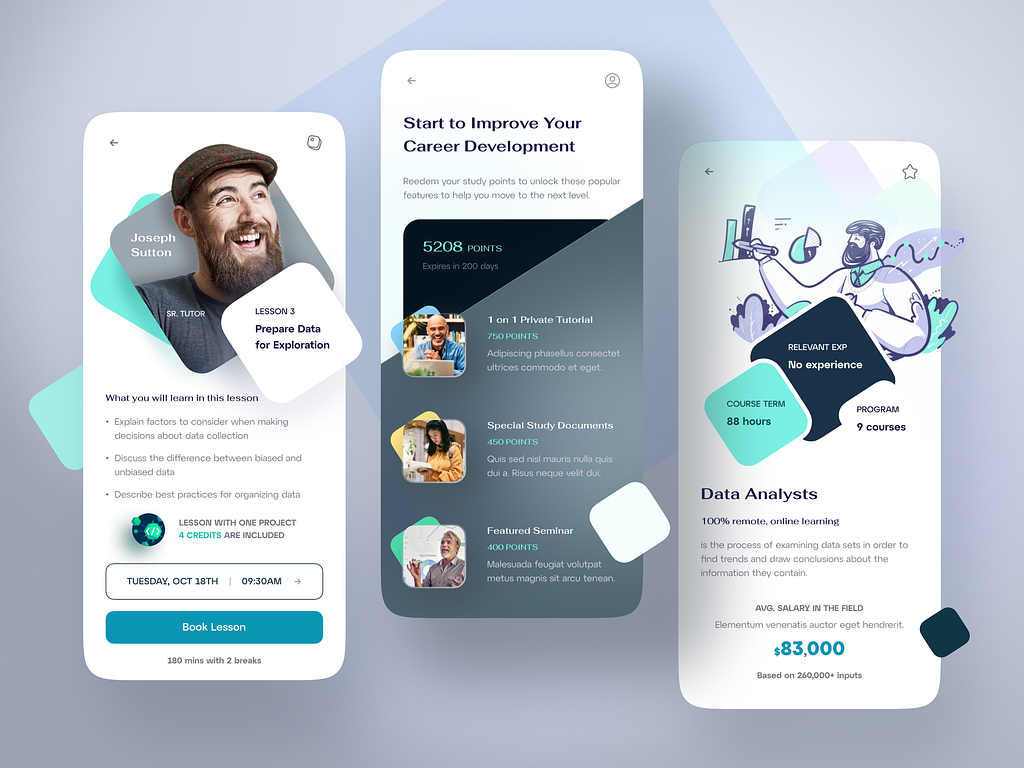 Joseph
Sutton
SR. TUTOR
LESSON 3
Prepare Data
for Exploration
What you will learn in this lesson
• Explain factors to consider when making
decisions about data collection
• Discuss the difference between biased and
unbiased data
• Describe best practices for organizing data
LESSON WITH ONE PROJECT
4 CREDITS ARE INCLUDED
TUESDAY, OCT 18TH | 09:30AM →
Book Lesson
180 mins with 2 breaks
Start to Improve Your
Career Development
Reedem your study points to unlock these popular
features to help you move to the next level.
5208 POINTS
Expires in 200 days
1 on 1 Private Tutorial
750 POINTS
Adipiscing phasellus consectet
ultrices commodo et eget.
Special Study Documents
450 POINTS
Quis sed nisl mauris nulla quis
dui a. Risus neque velit dui.
Featured Seminar
400 POINTS
Malesuada feugiat volutpat
metus magnis sit arcu tenean.
RELEVANT EXP
No experience
COURSE TERM
88 hours
PROGRAM
9 courses
Data Analysts
100% remote, online learning
is the process of examining data sets in order to
find trends and draw conclusions about the
information they contain.
AVG. SALARY IN THE FIELD
Elementum venenatis auctor eget hendrerit.
$83,000
Based on 260,000+ inputs